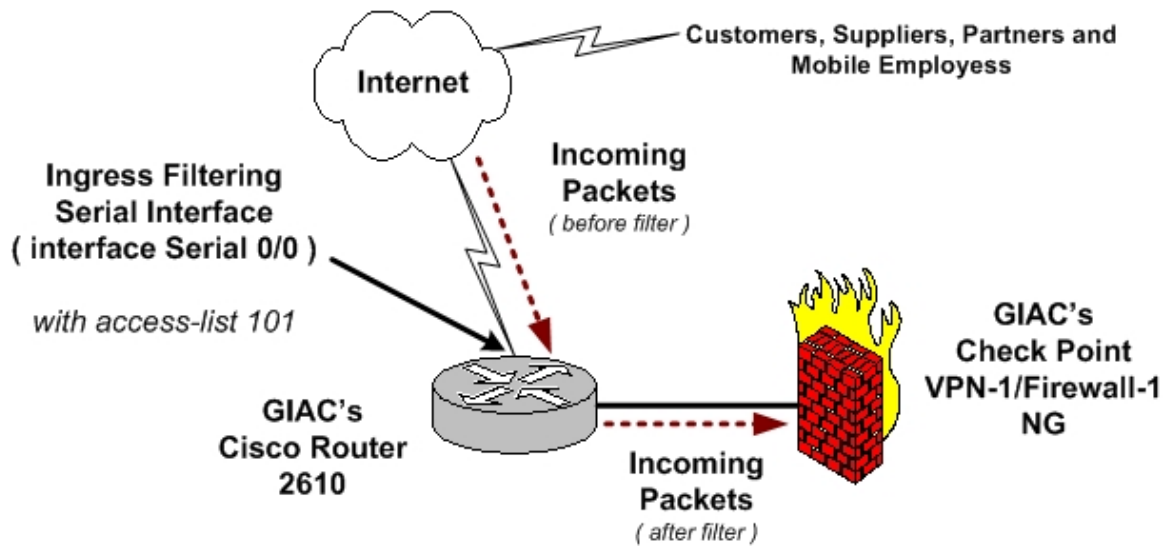 Customers, Suppliers, Partners and
Mobile Employess
Internet
Incoming
Packets
( before filter )
Ingress Filtering
Serial Interface
( interface Serial 0/0 )
with access-list 101
GIAC's
Cisco Router
2610
Incoming
Packets
( after filter )
GIAC's
Check Point
VPN-1/Firewall-1
NG